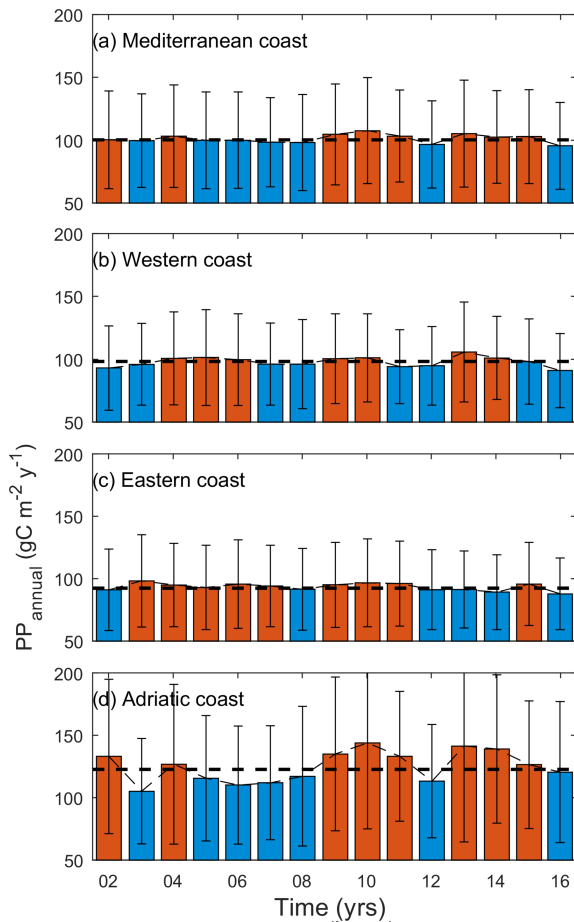 200
(a) Mediterranean coast
150
100
50
200
(b) Western coast
150
100
50
200
(c) Eastern coast
150
100
50
200
(d) Adriatic coast
150
100
50
02 04 06 08 10 12 14 16
Time (yrs)
PP annual (gC m⁻² y⁻¹)